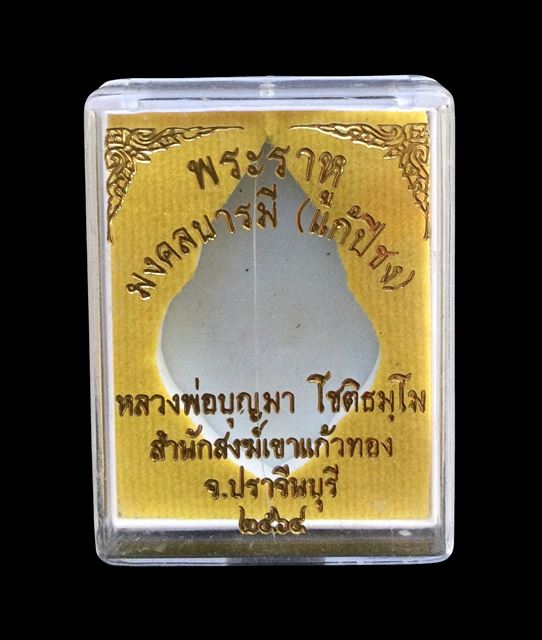 พระราห
มงคลบารมี (แก้ปีชง)
หลวงพ่อบุญมา โชติธมฺโม
สำนักสงฆ์เขาแก้วทอง
จ.ปราจีนบุรี
๒๕๖๔